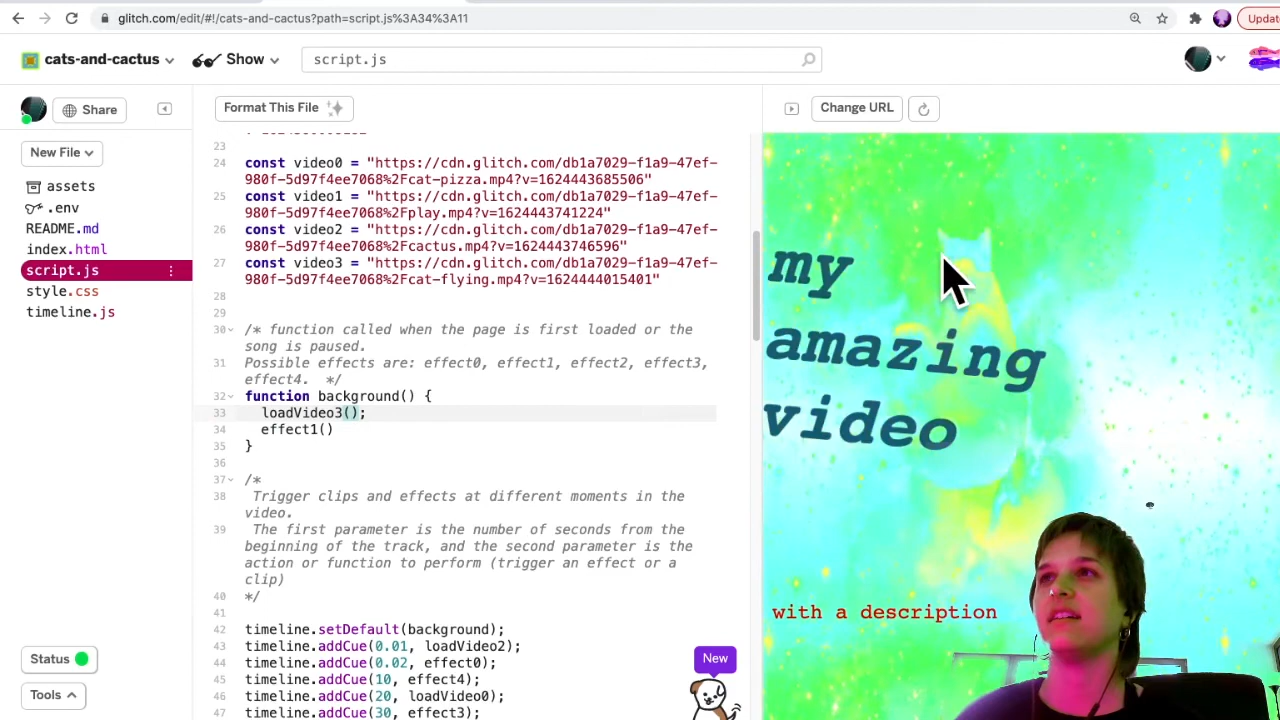 glitch.com/edit/#!/cats-and-cactus?path=script.js%3A34%3A11
Update
cats-and-cactus
Show
script.js
Share
Format This File
Change URL
New File
assets
.env
README.md
index.html
script.js
style.css
timeline.js
Status
Tools
23
24 const video0 = "https://cdn.glitch.com/db1a7029-f1a9-47ef-
980f-5d97f4ee7068%2Fcat-pizza.mp4?v=1624443685506"
25 const video1 = "https://cdn.glitch.com/db1a7029-f1a9-47ef-
980f-5d97f4ee7068%2Fplay.mp4?v=1624443741224"
26 const video2 = "https://cdn.glitch.com/db1a7029-f1a9-47ef-
980f-5d97f4ee7068%2Fcactus.mp4?v=1624443746596"
27 const video3 = "https://cdn.glitch.com/db1a7029-f1a9-47ef-
980f-5d97f4ee7068%2Fcat-flying.mp4?v=1624444015401"
28
29
30 /* function called when the page is first loaded or the
song is paused.
31 Possible effects are: effect0, effect1, effect2, effect3,
effect4. */
32 function background() {
33 loadVideo3();
34 effect1()
35 }
36
37 /*
38 Trigger clips and effects at different moments in the
video.
39 The first parameter is the number of seconds from the
beginning of the track, and the second parameter is the
action or function to perform (trigger an effect or a
clip)
40 */
41
42 timeline.setDefault(background);
43 timeline.addCue(0.01, loadVideo2);
44 timeline.addCue(0.02, effect0);
45 timeline.addCue(10, effect4);
46 timeline.addCue(20, loadVideo0);
47 timeline.addCue(30, effect3);
New
my
amazing
video
with a description